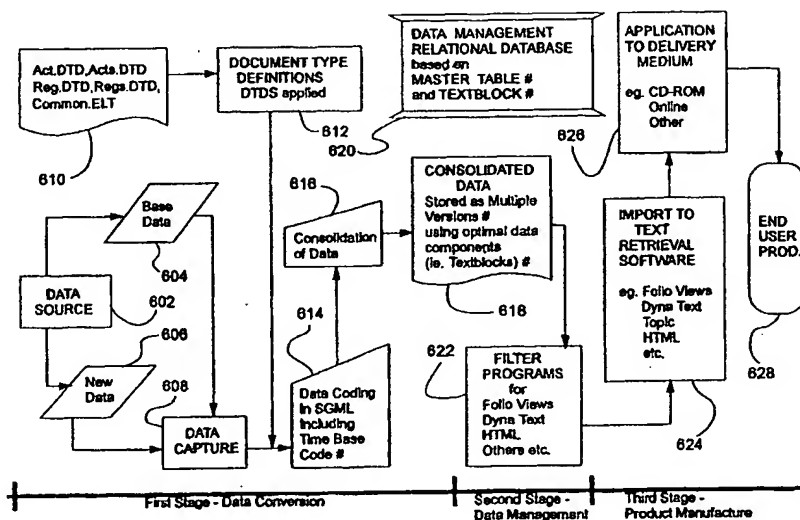 Act.DTD, Acts.DTD
Reg.DTD, Regs.DTD,
Common.ELT
610
DOCUMENT TYPE
DEFINITIONS
DTDS applied
612
DATA MANAGEMENT
RELATIONAL DATABASE
based on
MASTER TABLE #
and TEXTBLOCK #
620
APPLICATION
TO DELIVERY
MEDIUM
eg. CD-ROM
Online
Other
626
Base
Data
604
DATA
SOURCE
602
606
New
Data
608
DATA
CAPTURE
616
Consolidation
of Data
614
Data Coding
In SGML
Including
Time Base
Code #
CONSOLIDATED
DATA
Stored as Multiple
Versions #
using optimal data
components
(ie. Textblocks) #
618
622
FILTER
PROGRAMS
for
Folio Views
Dyna Text
HTML
Others etc.
IMPORT TO
TEXT
RETRIEVAL
SOFTWARE
eg. Folio Views
Dyna Text
Topic
HTML
etc.
624
END
USER
PROD.
628
First Stage - Data Conversion
Second Stage -
Data Management
Third Stage -
Product Manufacture